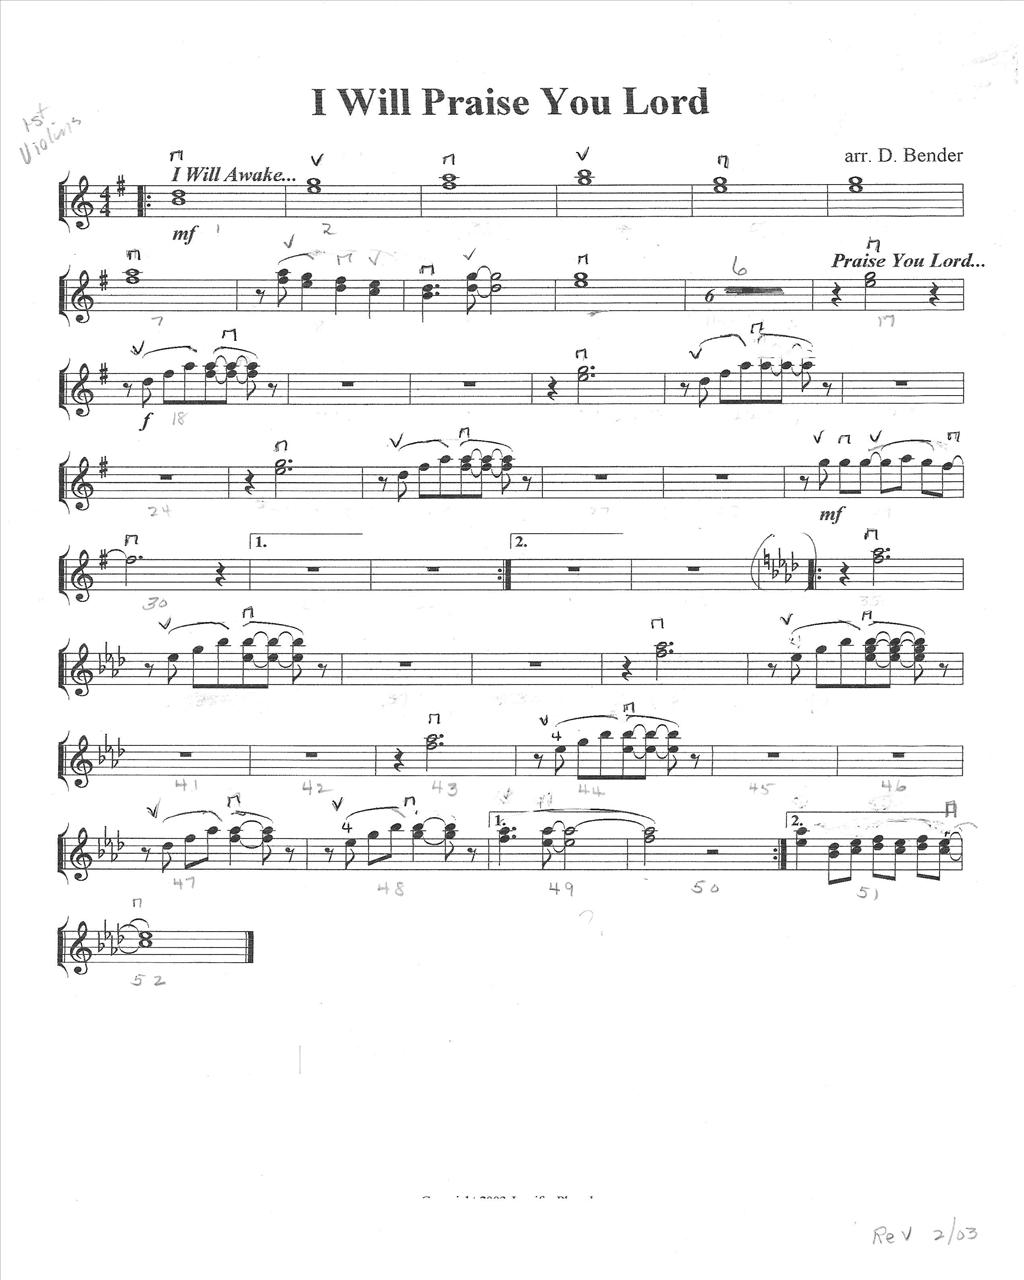 I Will Praise You Lord
1st
Violins
arr. D. Bender
I Will Awake...
mf 1 2
Praise You Lord...
6
6
7 17
f 18
24
mf
1. 2.
30 35
4
41 42 43 44 45 46
4 1. 2.
47 48 49 50 51
52
Rev 2/03